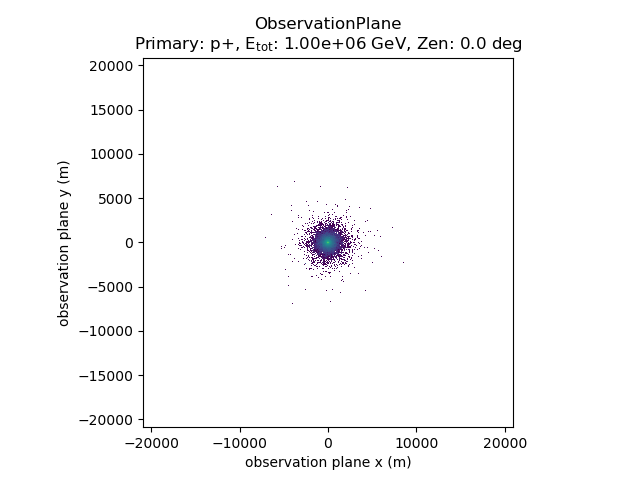 ObservationPlane
Primary: p+, E_tot: 1.00e+06 GeV, Zen: 0.0 deg
20000
15000
10000
5000
0
−5000
−10000
−15000
−20000
observation plane y (m)
−20000 −10000 0 10000 20000
observation plane x (m)